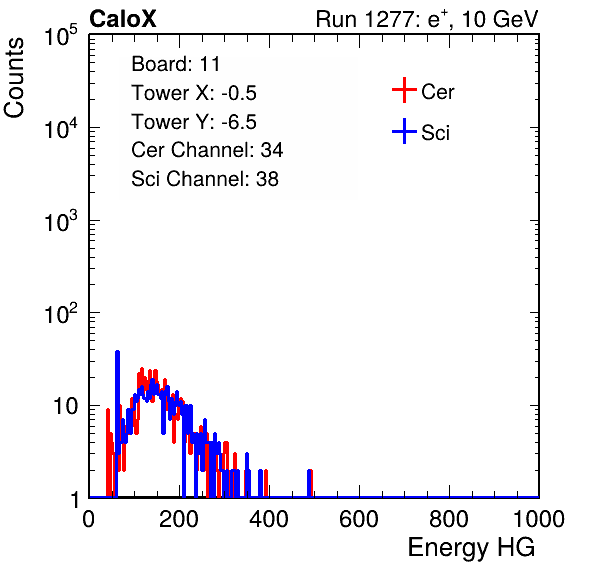 CaloX Run 1277: e⁺, 10 GeV
Counts
10⁵
10⁴
10³
10²
10
1
Board: 11
Tower X: -0.5
Tower Y: -6.5
Cer Channel: 34
Sci Channel: 38
Cer
Sci
0 200 400 600 800 1000
Energy HG